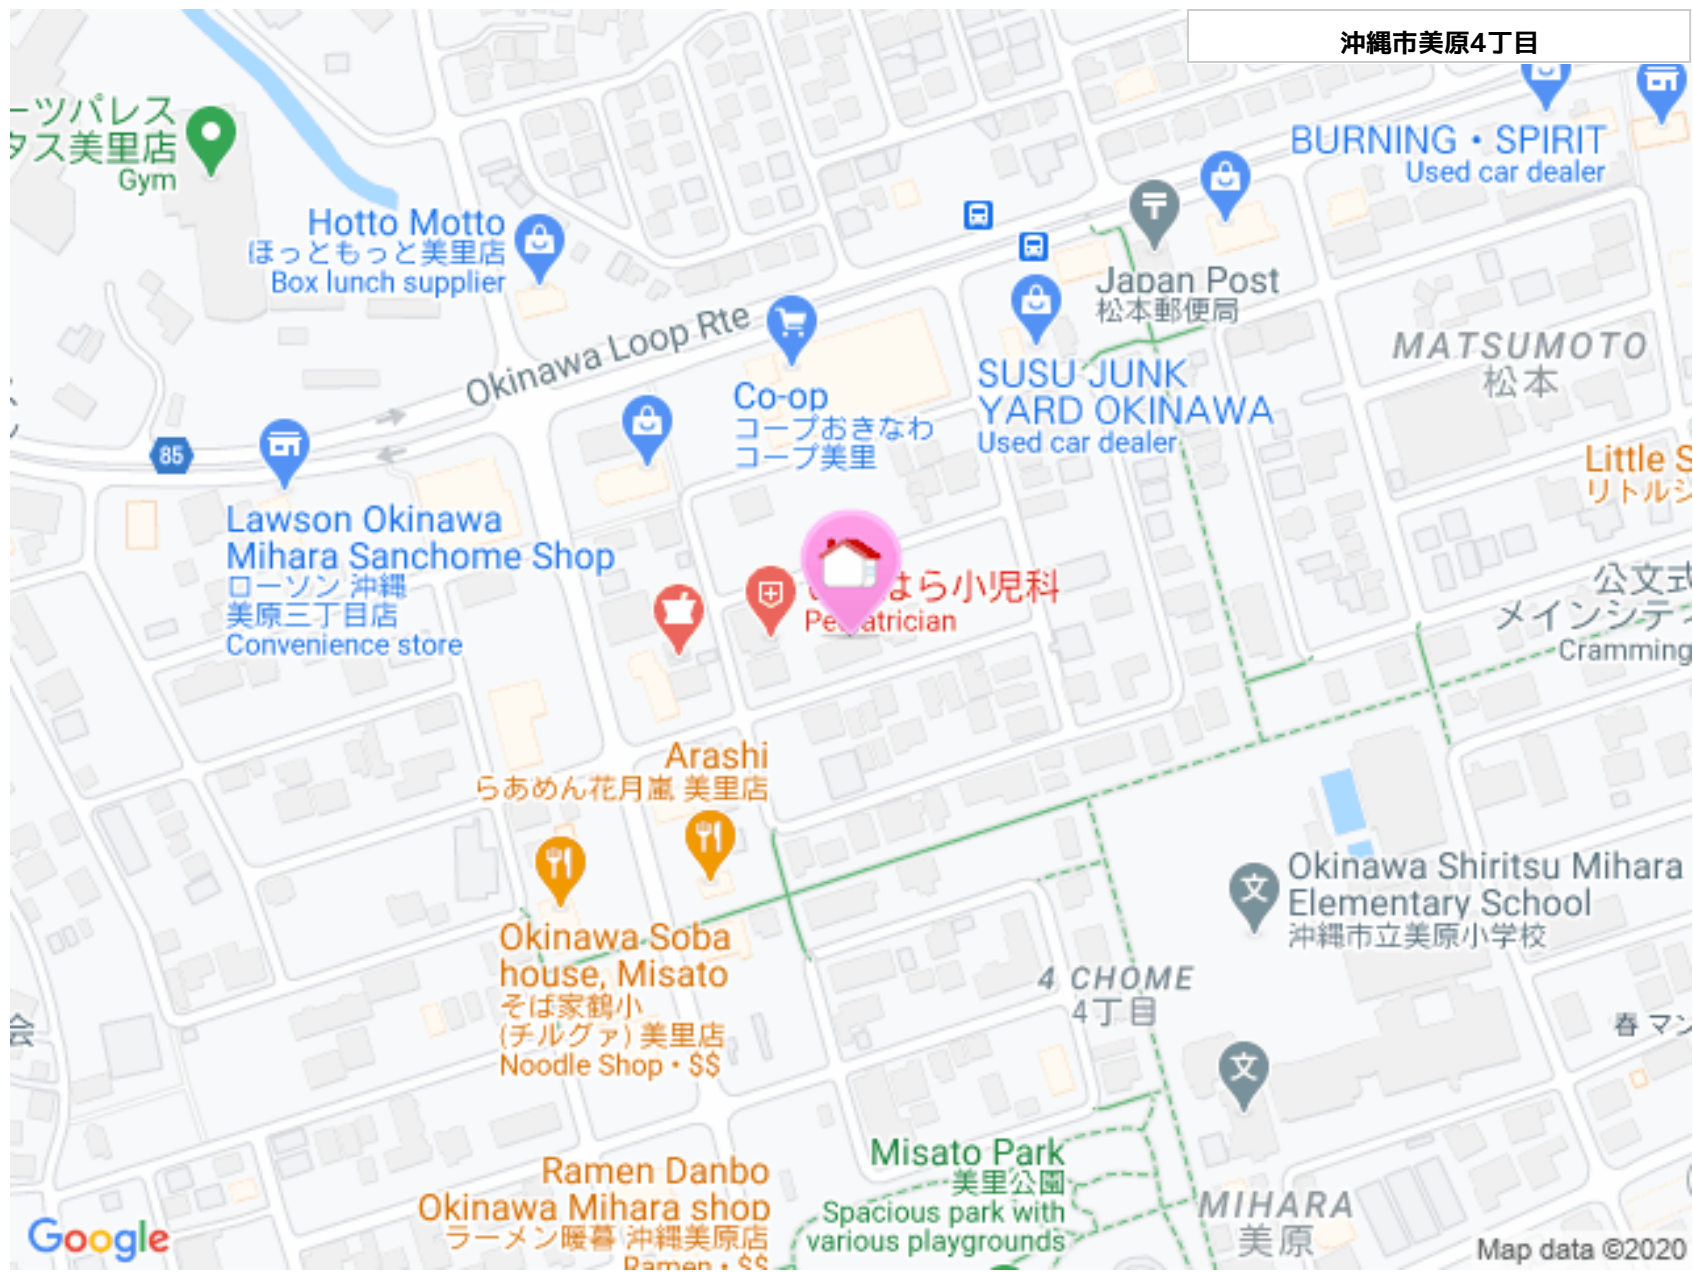 沖縄市美原4丁目
ーツパレス
タス美里店
Gym
BURNING・SPIRIT
Used car dealer
Hotto Motto
ほっともっと美里店
Box lunch supplier
Japan Post
松本郵便局
Okinawa Loop Rte
MATSUMOTO
松本
SUSU JUNK
YARD OKINAWA
Used car dealer
Co-op
コープおきなわ
コープ美里
85
Little S
リトルシ
Lawson Okinawa
Mihara Sanchome Shop
ローソン 沖縄
美原三丁目店
Convenience store
はら小児科
公文式
メインシティ
Cramming
Arashi
らあめん花月嵐 美里店
Okinawa Shiritsu Mihara
Elementary School
沖縄市立美原小学校
Okinawa Soba
house, Misato
そば家鶴小
(チルグァ) 美里店
Noodle Shop・$$
4 CHOME
4丁目
会
春 マン
Misato Park
美里公園
Spacious park with
various playgrounds
Ramen Danbo
Okinawa Mihara shop
ラーメン暖暮 沖縄美原店
Ramen・$$
MIHARA
美原
Google
Map data ©2020